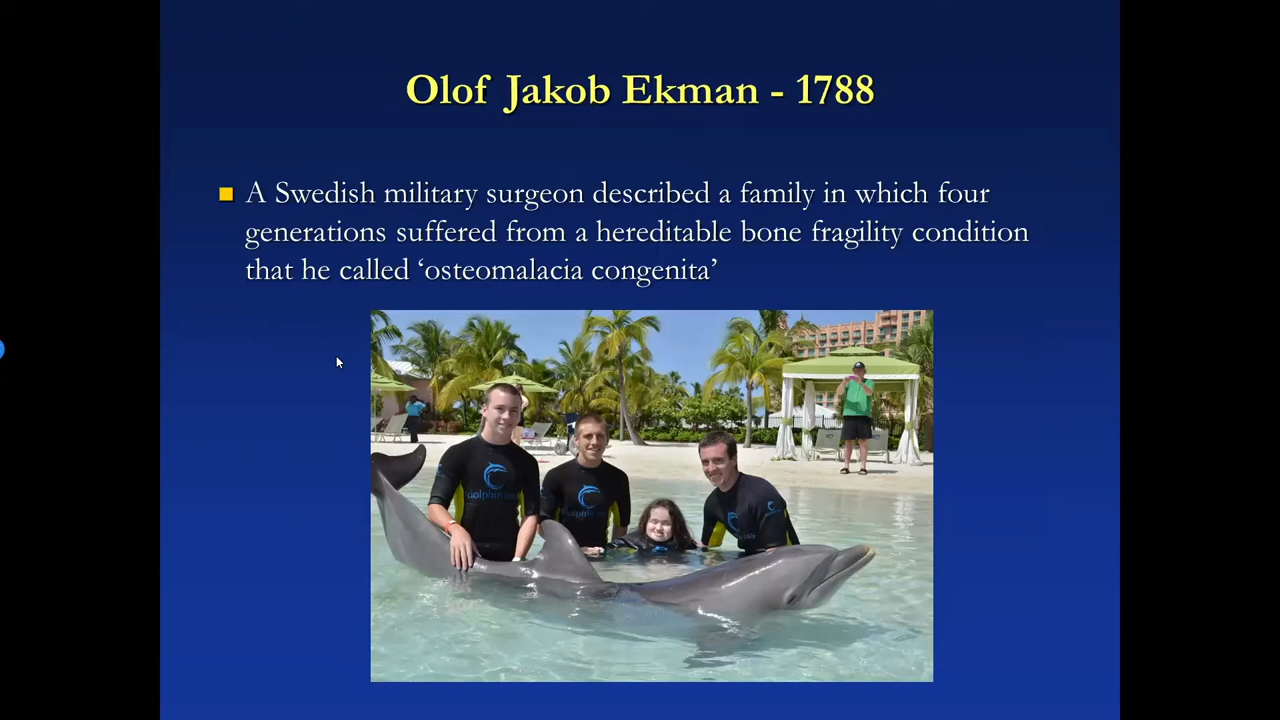 Olof Jakob Ekman - 1788
A Swedish military surgeon described a family in which four
generations suffered from a hereditable bone fragility condition
that he called ‘osteomalacia congenita’